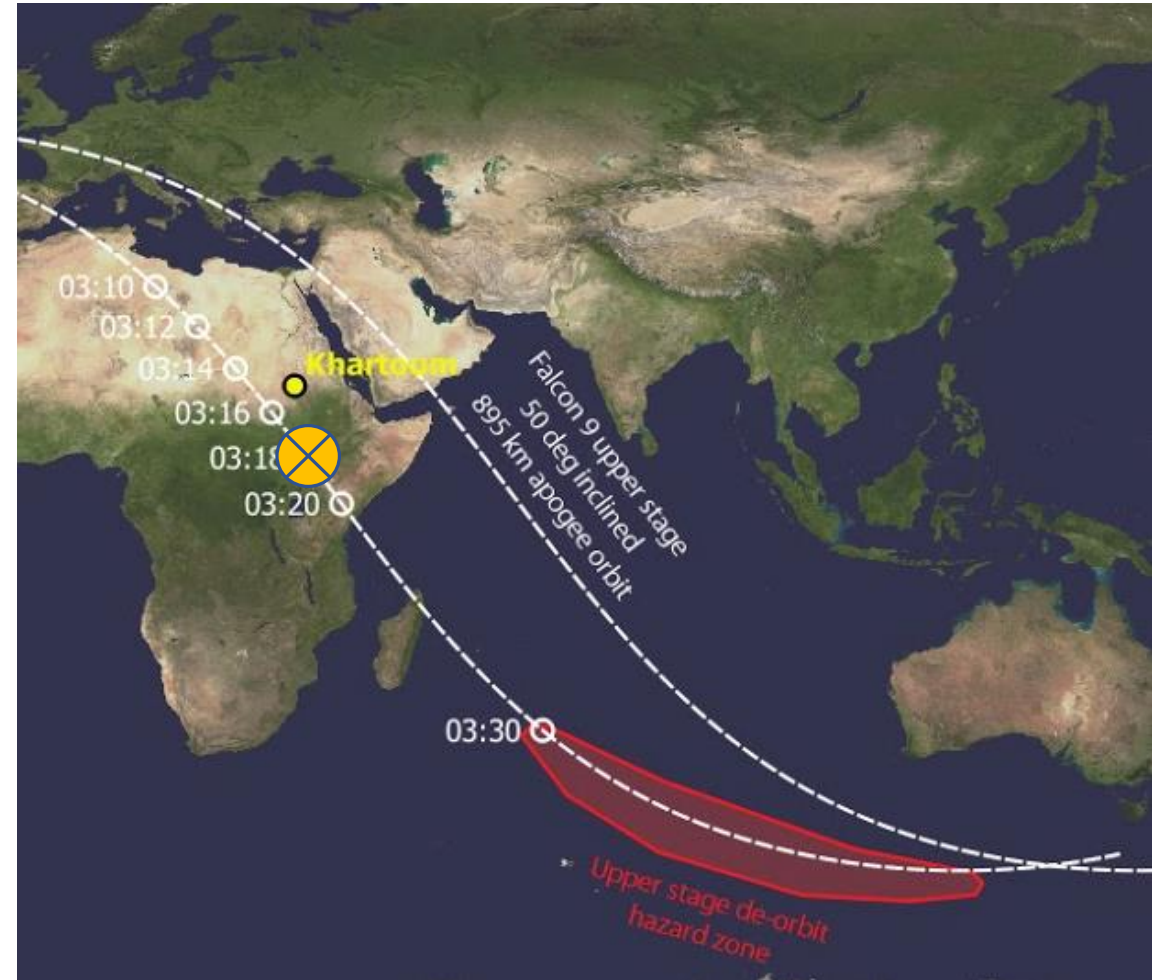 03:10
03:12
03:14
Khartoum
03:16
03:18
03:20
Falcon 9 upper stage
50 deg inclined
895 km apogee orbit
03:30
Upper stage de-orbit
hazard zone